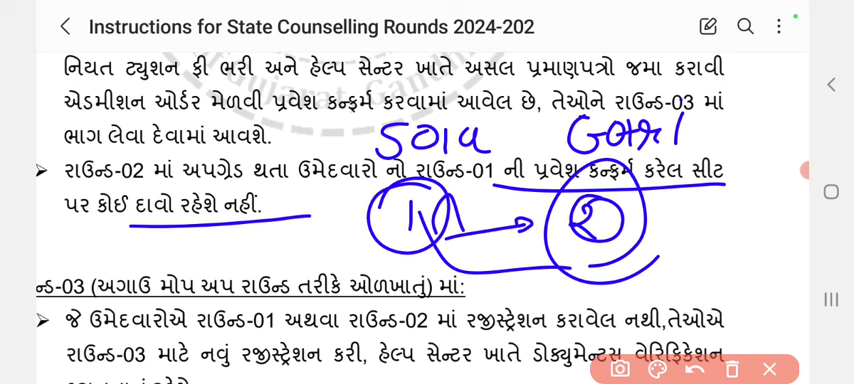 Instructions for State Counselling Rounds 2024-202
નિયત ટ્યુશન ફી ભરી અને હેલ્પ સેન્ટર ખાતે અસલ પ્રમાણપત્રો જમા કરાવી
એડમીશન ઓર્ડર મેળવી પ્રવેશ કન્ફર્મ કરવામાં આવેલ છે, તેઓને રાઉન્ડ-03 માં
ભાગ લેવા દેવામાં આવશે.
➢ રાઉન્ડ-02 માં અપગ્રેડ થતા ઉમેદવારો નો રાઉન્ડ-01 ની પ્રવેશ કન્ફર્મ કરેલ સીટ
પર કોઈ દાવો રહેશે નહીં.
1 2
ન્ડ-03 (અગાઉ મોપ અપ રાઉન્ડ તરીકે ઓળખાતું) માં:
➢ જે ઉમેદવારોએ રાઉન્ડ-01 અથવા રાઉન્ડ-02 માં રજીસ્ટ્રેશન કરાવેલ નથી,તેઓએ
રાઉન્ડ-03 માટે નવું રજીસ્ટ્રેશન કરી, હેલ્પ સેન્ટર ખાતે ડોક્યુમેન્ટસ વેરિફિકેશન